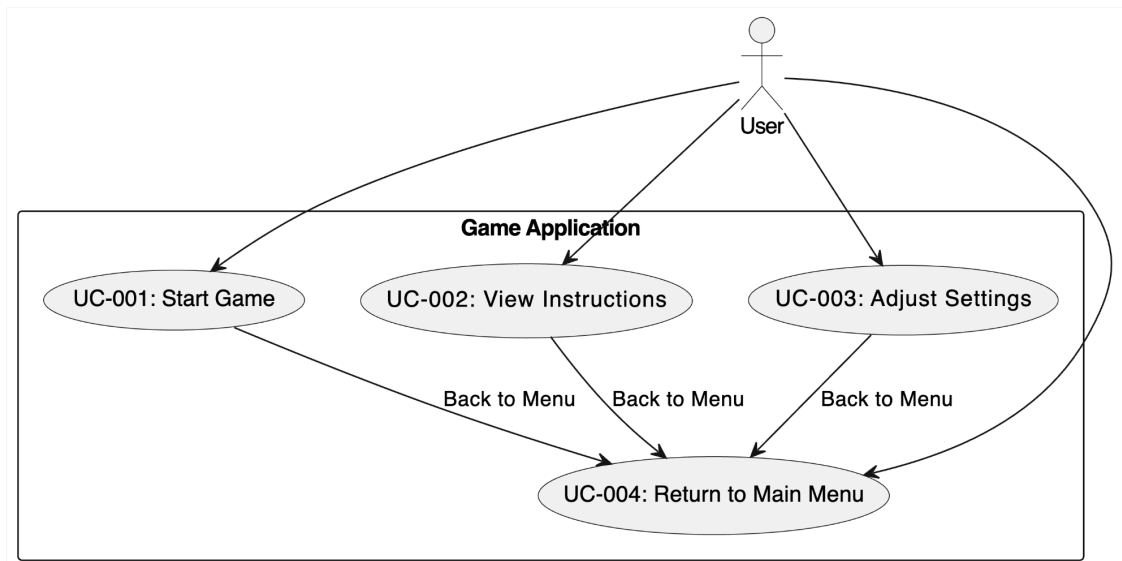 User
Game Application
UC-001: Start Game
UC-002: View Instructions
UC-003: Adjust Settings
Back to Menu
Back to Menu
Back to Menu
UC-004: Return to Main Menu